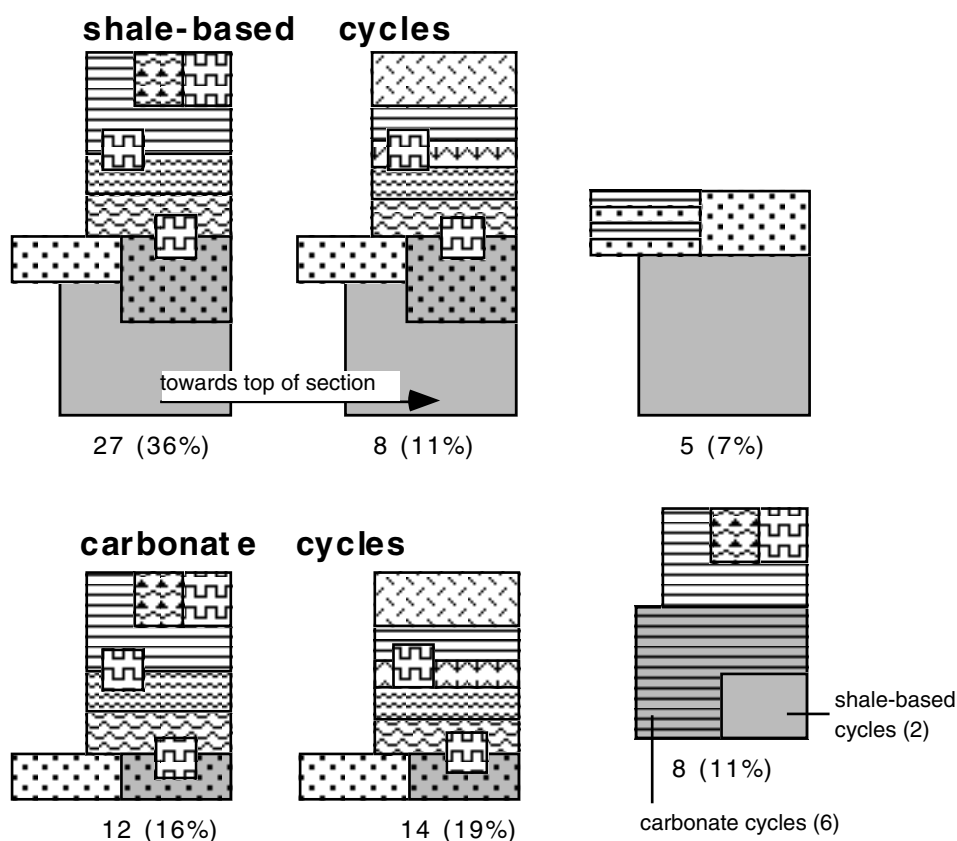 shale-based cycles
towards top of section
27 (36%)
8 (11%)
5 (7%)
carbonate cycles
shale-based
cycles (2)
8 (11%)
carbonate cycles (6)
12 (16%)
14 (19%)